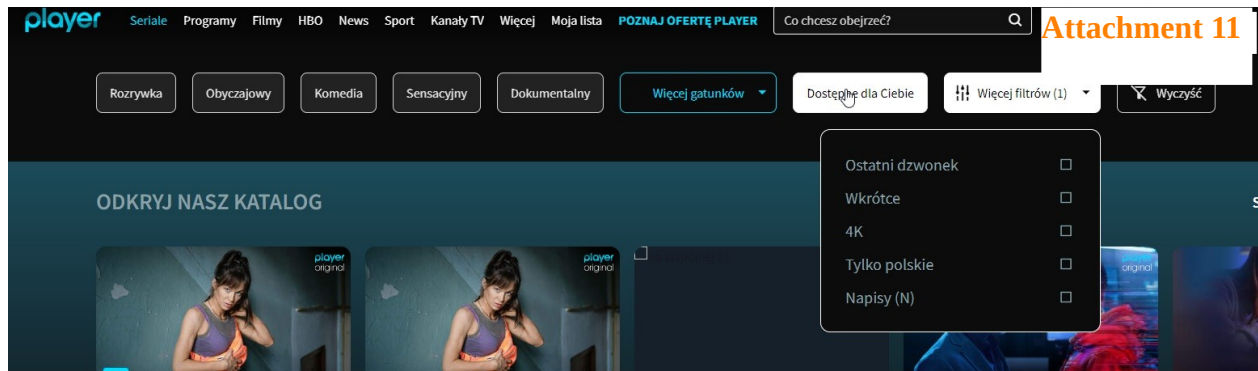 player Seriale Programy Filmy HBO News Sport Kanały TV Więcej Moja lista POZNAJ OFERTĘ PLAYER Co chcesz obejrzeć? Attachment 11
Rozrywka Obyczajowy Komedia Sensacyjny Dokumentalny Więcej gatunków Dostępne dla Ciebie Więcej filtrów (1) Wyczyść
Ostatni dzwonek
Wkrótce
4K
Tylko polskie
Napisy (N)
ODKRYJ NASZ KATALOG
player original
player original
player original